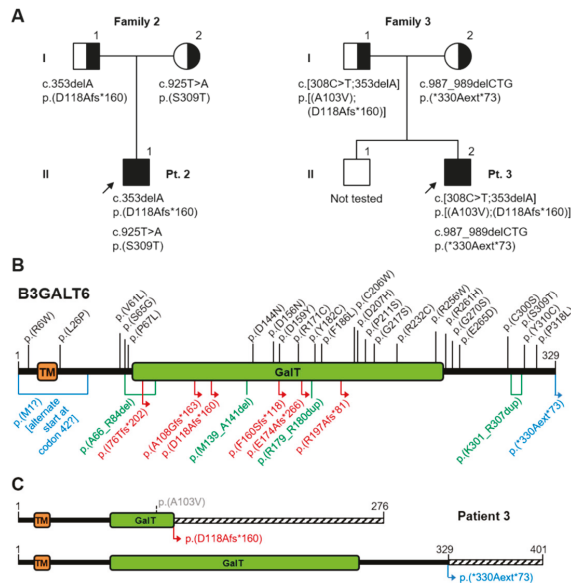 A
Family 2
Family 3
I
1
2
c.353delA
p.(D118Afs*160)
c.925T>A
p.(S309T)
I
1
2
c.[308C>T;353delA]
p.[(A103V);
(D118Afs*160)]
c.987_989delCTG
p.(*330Aext*73)
II
1
Pt. 2
c.353delA
p.(D118Afs*160)
c.925T>A
p.(S309T)
II
1
2
Not tested
Pt. 3
c.[308C>T;353delA]
p.[(A103V);(D118Afs*160)]
c.987_989delCTG
p.(*330Aext*73)
B
B3GALT6
p.(R6W)
p.(L26P)
p.(V61L)
p.(S65G)
p.(P67L)
p.(D144N)
p.(D156N)
p.(D159Y)
p.(R171C)
p.(Y182C)
p.(F186L)
p.(C206W)
p.(D207H)
p.(P211S)
p.(G217S)
p.(R232C)
p.(R256W)
p.(R261H)
p.(G270S)
p.(E265D)
p.(C300S)
p.(S309T)
p.(Y310C)
p.(P318L)
1
TM
GalT
329
p.(M1?)
[alternate
start at
codon 42?]
p.(A66_R84del)
p.(I76Tfs*202)
p.(A108Gfs*163)
p.(D118Afs*160)
p.(M139_A141del)
p.(F160Sfs*118)
p.(E174Afs*266)
p.(R179_R180dup)
p.(R197Afs*81)
p.(K301_R307dup)
p.(*330Aext*73)
C
1
p.(A103V)
276
Patient 3
TM
GalT
p.(D118Afs*160)
1
329
401
TM
GalT
p.(*330Aext*73)